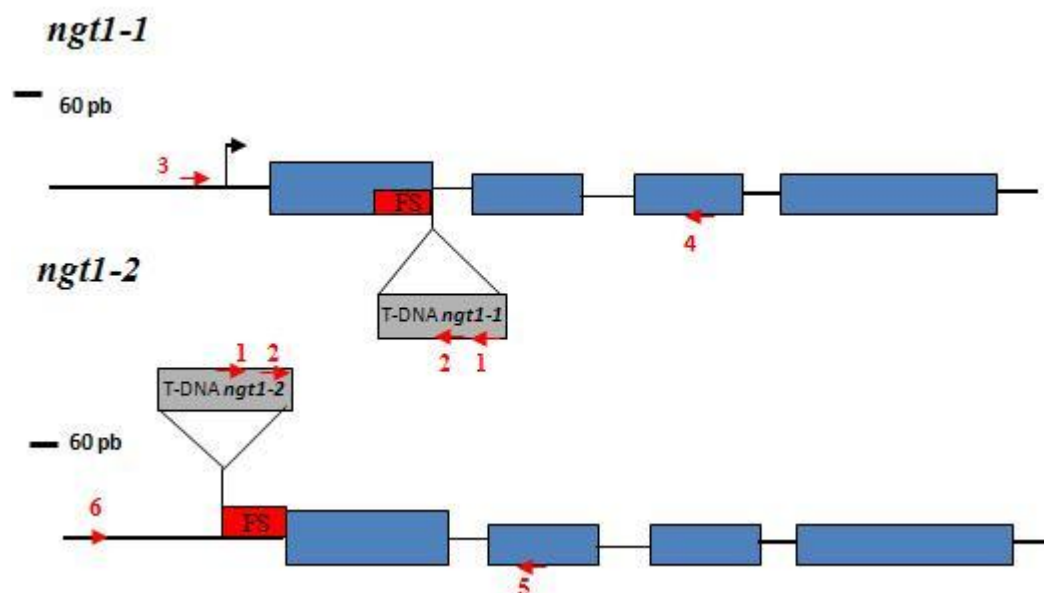 ngt1-1
60 pb
3
FS
4
T-DNA ngt1-1
2 1
ngt1-2
1 2
T-DNA ngt1-2
60 pb
6
FS
5